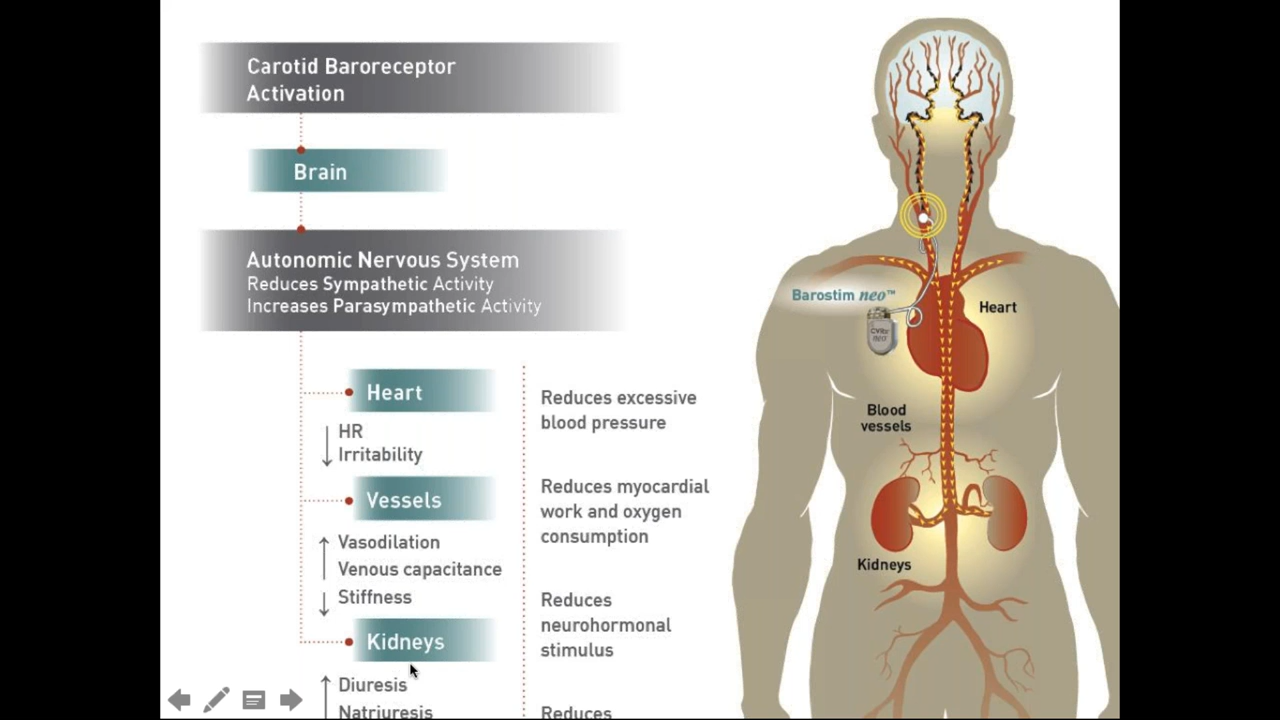 Carotid Baroreceptor
Activation
Brain
Autonomic Nervous System
Reduces Sympathetic Activity
Increases Parasympathetic Activity
Heart
HR
Irritability
Vessels
Vasodilation
Venous capacitance
Stiffness
Kidneys
Diuresis
Natriuresis
Reduces excessive
blood pressure
Reduces myocardial
work and oxygen
consumption
Reduces
neurohormonal
stimulus
Reduces
Barostim neo™
CVRx
neo
Heart
Blood
vessels
Kidneys